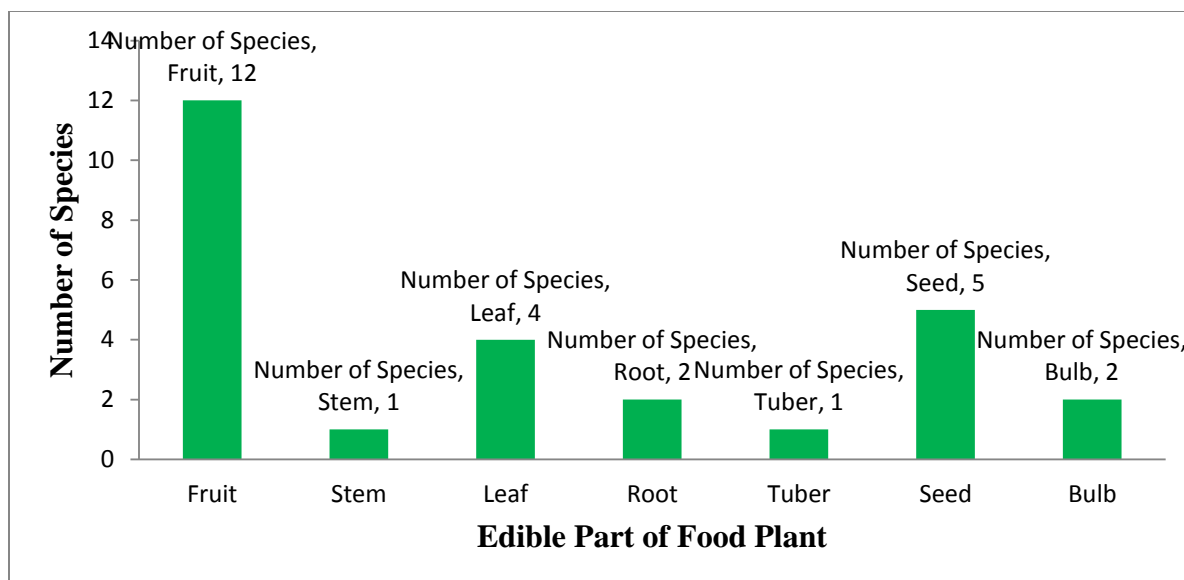 Number of Species
14
12
10
8
6
4
2
0
Number of Species,
Fruit, 12
Number of Species,
Stem, 1
Number of Species,
Leaf, 4
Number of Species,
Root, 2
Number of Species,
Tuber, 1
Number of Species,
Seed, 5
Number of Species,
Bulb, 2
Fruit Stem Leaf Root Tuber Seed Bulb
Edible Part of Food Plant